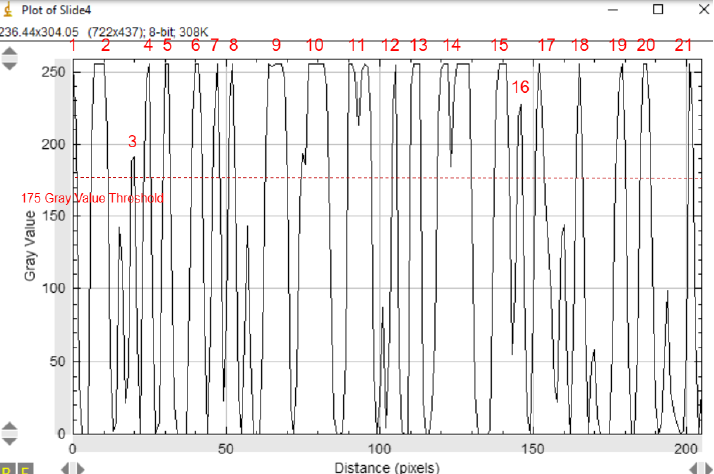 Plot of Slide4
236.44x304.05 (722x437); 8-bit; 308K
1 2 4 5 6 7 8 9 10 11 12 13 14 15 17 18 19 20 21
250
16
200
3
175 Gray Value Threshold
150
100
50
0
Gray Value
0 50 100 150 200
Distance (pixels)